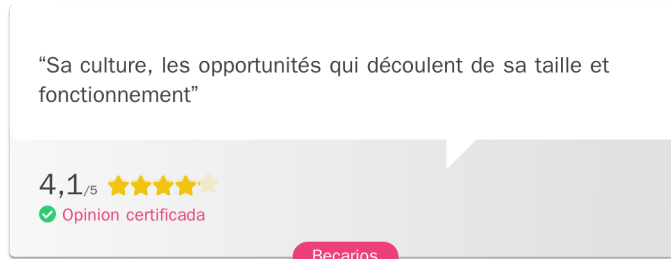 “Sa culture, les opportunités qui découlent de sa taille et
fonctionnement”
4,1/5
Opinion certificada
Becarios